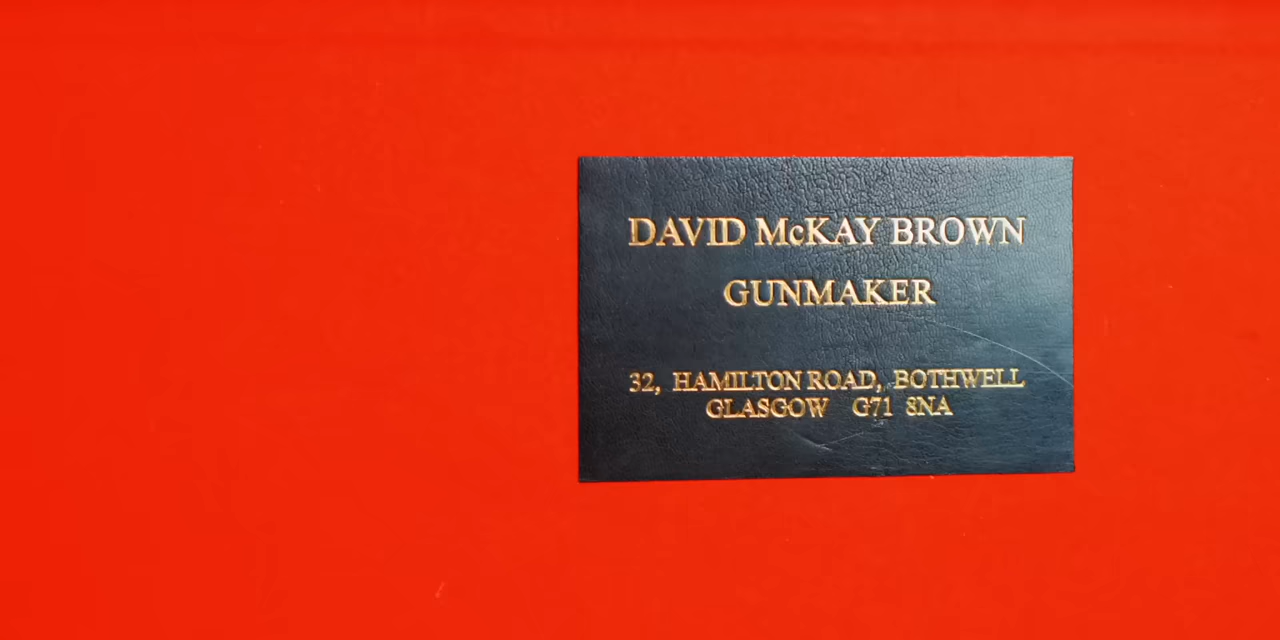 DAVID McKAY BROWN
GUNMAKER
32, HAMILTON ROAD, BOTHWELL
GLASGOW G71 8NA